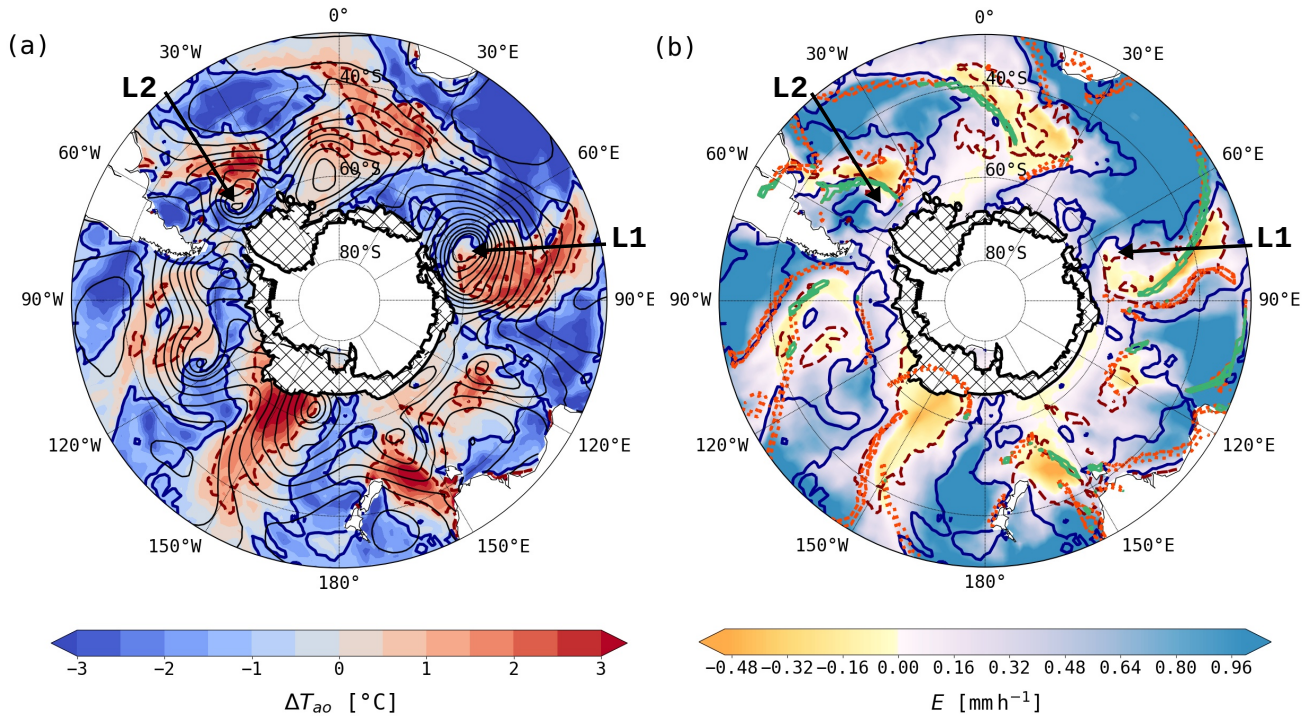 (a)
0°
30°W
30°E
L2
40°S
60°W
60°E
60°S
L1
80°S
90°W
90°E
120°W
120°E
150°W
150°E
180°
−3 −2 −1 0 1 2 3
ΔTao [°C]
(b)
0°
30°W
30°E
L2
40°S
60°W
60°E
60°S
L1
80°S
90°W
90°E
120°W
120°E
150°W
150°E
180°
−0.48 −0.32 −0.16 0.00 0.16 0.32 0.48 0.64 0.80 0.96
E [mm h⁻¹]